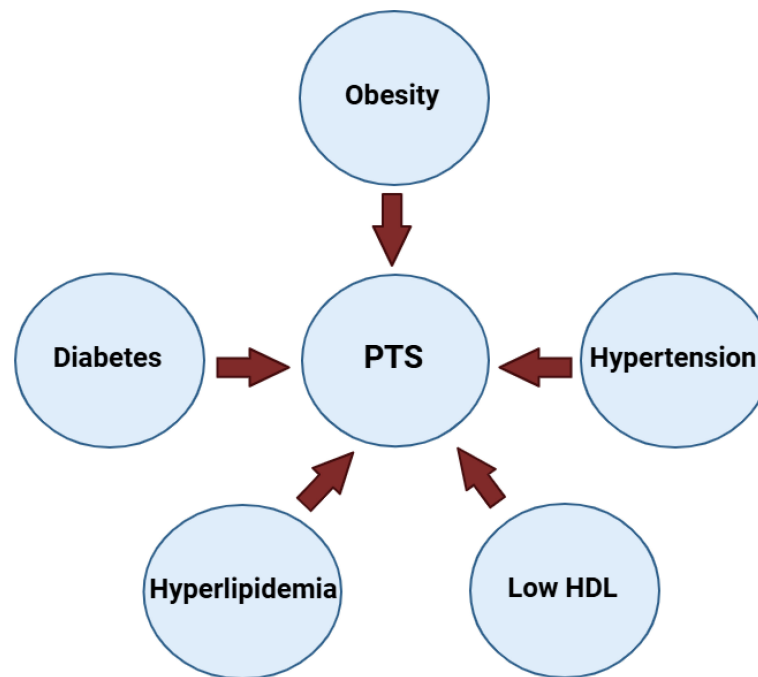 Obesity
Diabetes
PTS
Hypertension
Hyperlipidemia
Low HDL